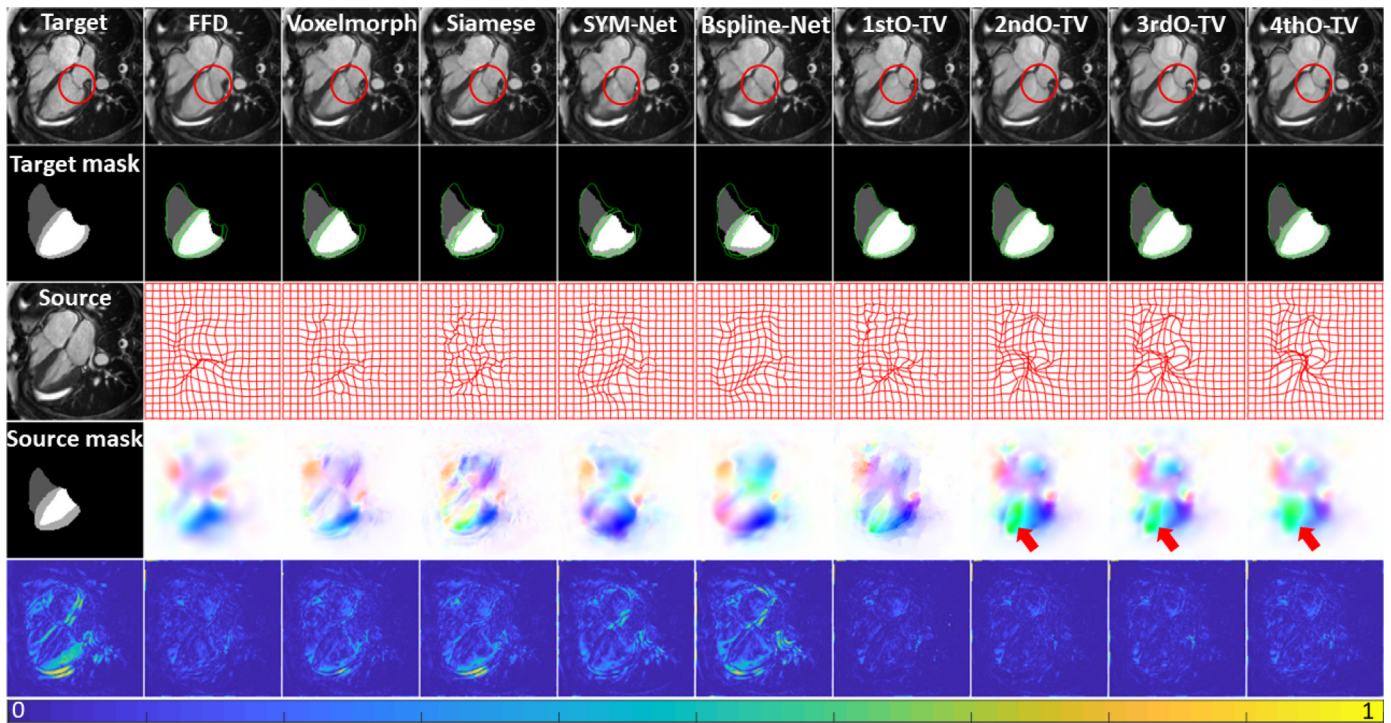 Target FFD Voxelmorph Siamese SYM-Net Bspline-Net 1stO-TV 2ndO-TV 3rdO-TV 4thO-TV
Target mask
Source
Source mask
0 1